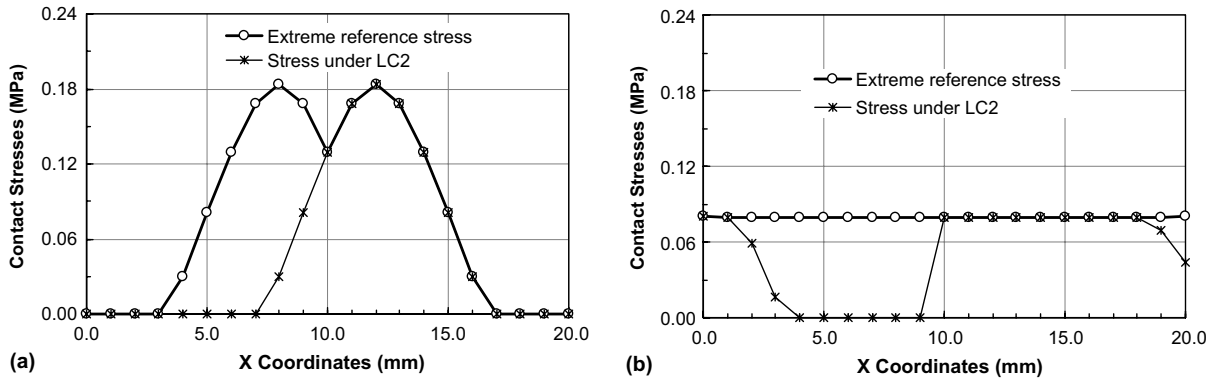 0.24
0.18
0.12
0.06
0.00
Contact Stresses (MPa)
Extreme reference stress
Stress under LC2
0.0
5.0
10.0
15.0
20.0
X Coordinates (mm)
(a)
0.24
0.18
0.12
0.06
0.00
Contact Stresses (MPa)
Extreme reference stress
Stress under LC2
0.0
5.0
10.0
15.0
20.0
X Coordinates (mm)
(b)